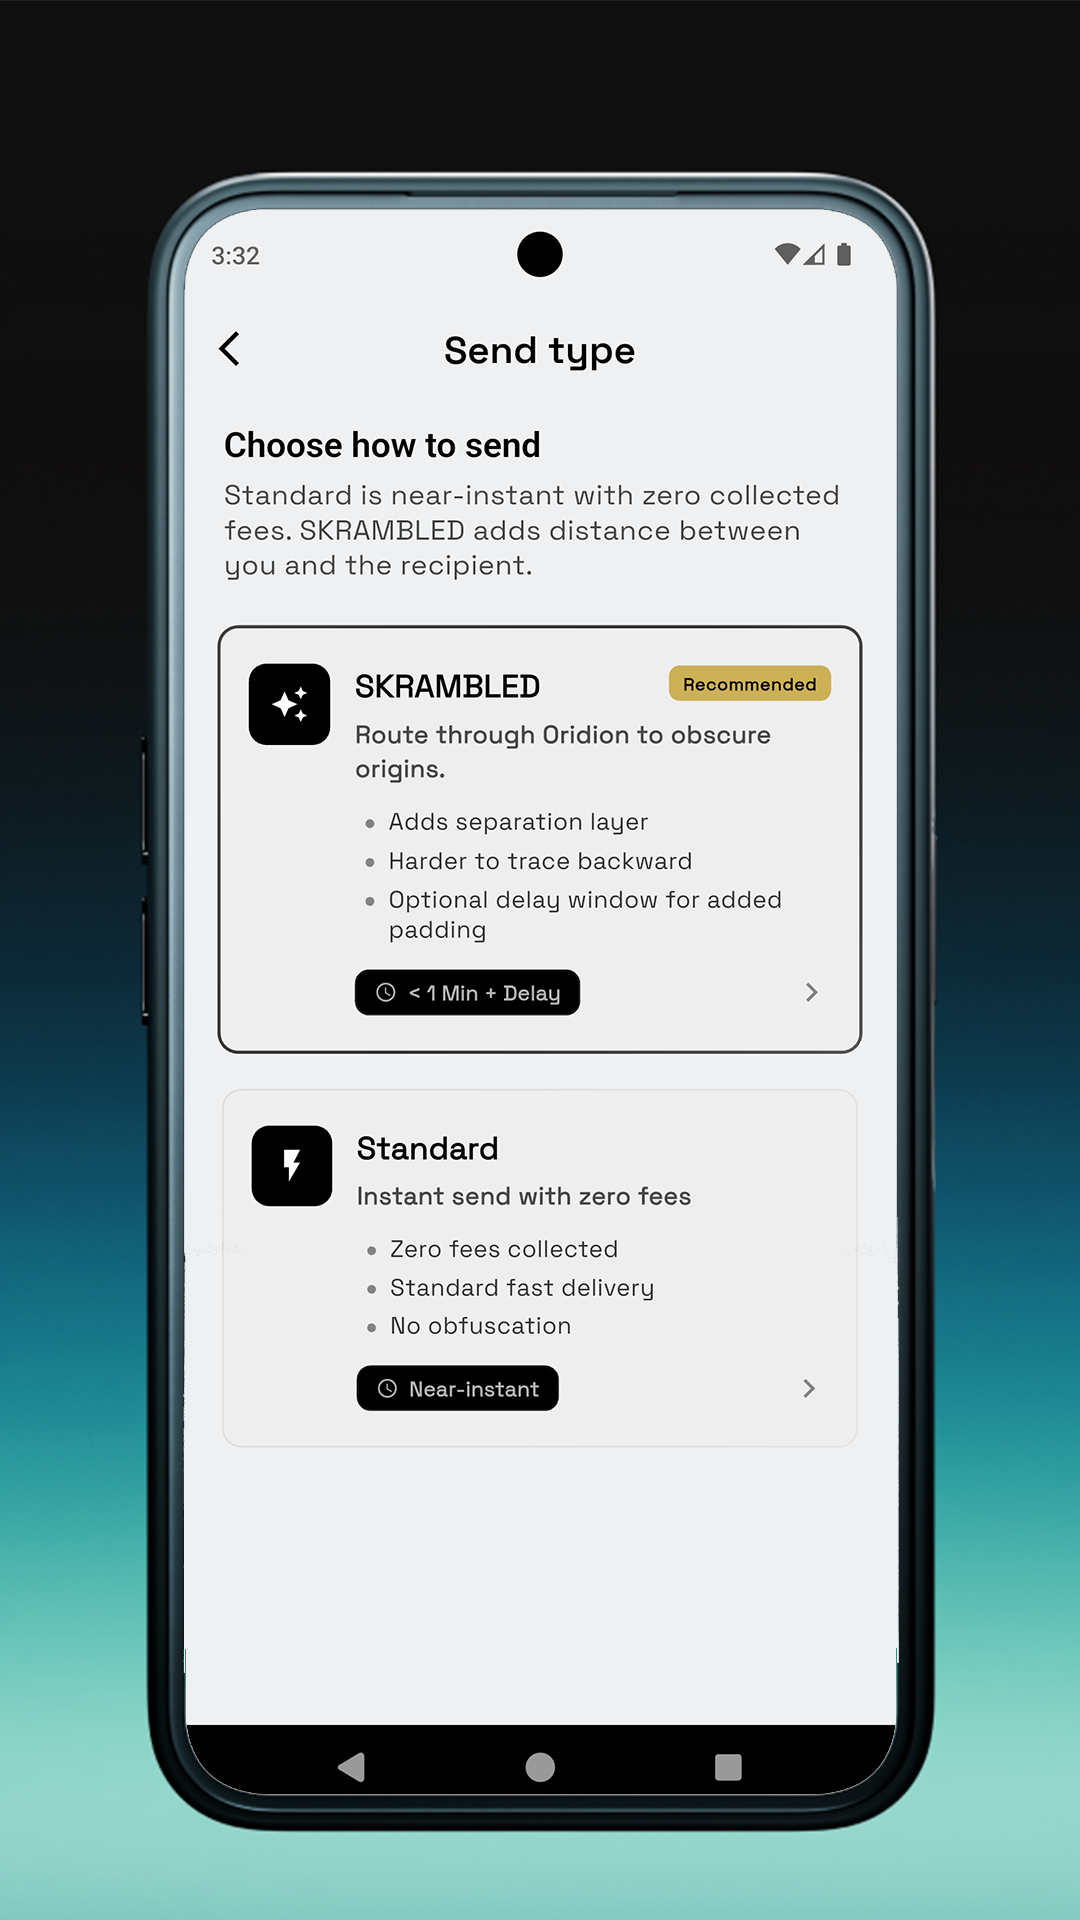 3:32
Send type
Choose how to send
Standard is near-instant with zero collected
fees. SKRAMBLED adds distance between
you and the recipient.
SKRAMBLED
Recommended
Route through Oridion to obscure
origins.
Adds separation layer
Harder to trace backward
Optional delay window for added
padding
< 1 Min + Delay
Standard
Instant send with zero fees
Zero fees collected
Standard fast delivery
No obfuscation
Near-instant